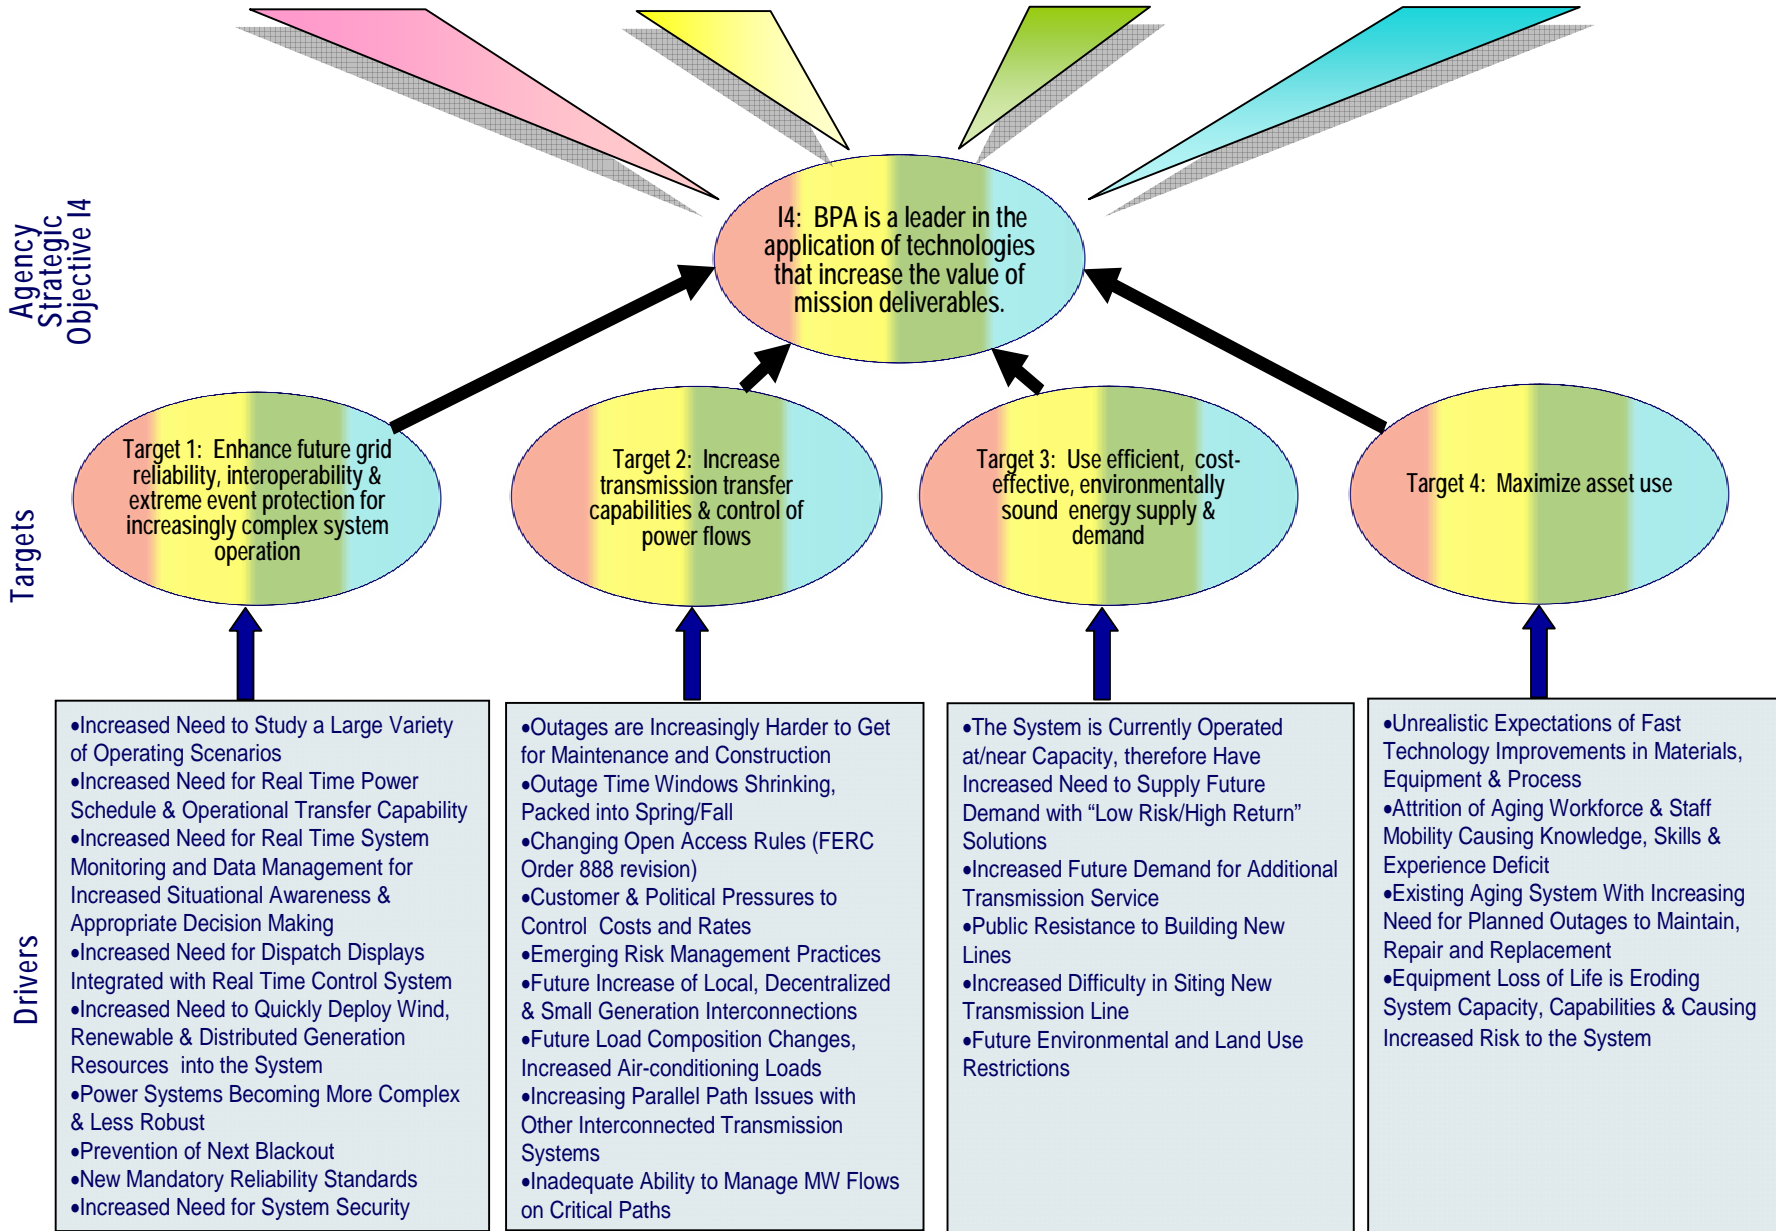 Agency
Strategic
Objective I4
I4: BPA is a leader in the
application of technologies
that increase the value of
mission deliverables.
Targets
Target 1: Enhance future grid
reliability, interoperability &
extreme event protection for
increasingly complex system
operation
Target 2: Increase
transmission transfer
capabilities & control of
power flows
Target 3: Use efficient, cost-
effective, environmentally
sound energy supply &
demand
Target 4: Maximize asset use
Drivers
•Increased Need to Study a Large Variety
of Operating Scenarios
•Increased Need for Real Time Power
Schedule & Operational Transfer Capability
•Increased Need for Real Time System
Monitoring and Data Management for
Increased Situational Awareness &
Appropriate Decision Making
•Increased Need for Dispatch Displays
Integrated with Real Time Control System
•Increased Need to Quickly Deploy Wind,
Renewable & Distributed Generation
Resources into the System
•Power Systems Becoming More Complex
& Less Robust
•Prevention of Next Blackout
•New Mandatory Reliability Standards
•Increased Need for System Security
•Outages are Increasingly Harder to Get
for Maintenance and Construction
•Outage Time Windows Shrinking,
Packed into Spring/Fall
•Changing Open Access Rules (FERC
Order 888 revision)
•Customer & Political Pressures to
Control Costs and Rates
•Emerging Risk Management Practices
•Future Increase of Local, Decentralized
& Small Generation Interconnections
•Future Load Composition Changes,
Increased Air-conditioning Loads
•Increasing Parallel Path Issues with
Other Interconnected Transmission
Systems
•Inadequate Ability to Manage MW Flows
on Critical Paths
•The System is Currently Operated
at/near Capacity, therefore Have
Increased Need to Supply Future
Demand with “Low Risk/High Return”
Solutions
•Increased Future Demand for Additional
Transmission Service
•Public Resistance to Building New
Lines
•Increased Difficulty in Siting New
Transmission Line
•Future Environmental and Land Use
Restrictions
•Unrealistic Expectations of Fast
Technology Improvements in Materials,
Equipment & Process
•Attrition of Aging Workforce & Staff
Mobility Causing Knowledge, Skills &
Experience Deficit
•Existing Aging System With Increasing
Need for Planned Outages to Maintain,
Repair and Replacement
•Equipment Loss of Life is Eroding
System Capacity, Capabilities & Causing
Increased Risk to the System